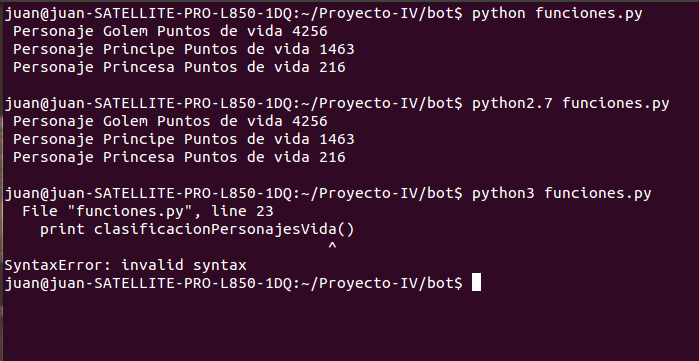 juan@juan-SATELLITE-PRO-L850-1DQ:~/Proyecto-IV/bot$ python funciones.py
Personaje Golem Puntos de vida 4256
Personaje Principe Puntos de vida 1463
Personaje Princesa Puntos de vida 216
juan@juan-SATELLITE-PRO-L850-1DQ:~/Proyecto-IV/bot$ python2.7 funciones.py
Personaje Golem Puntos de vida 4256
Personaje Principe Puntos de vida 1463
Personaje Princesa Puntos de vida 216
juan@juan-SATELLITE-PRO-L850-1DQ:~/Proyecto-IV/bot$ python3 funciones.py
File "funciones.py", line 23
print clasificacionPersonajesVida()
^
SyntaxError: invalid syntax
juan@juan-SATELLITE-PRO-L850-1DQ:~/Proyecto-IV/bot$